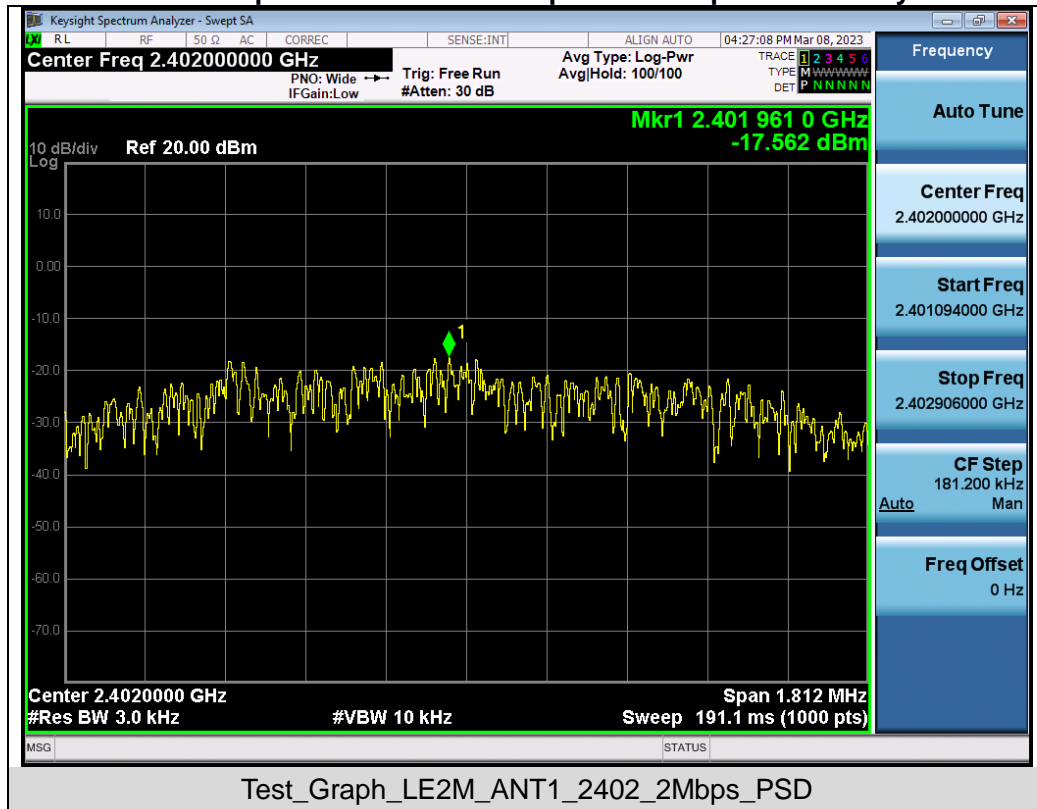 Keysight Spectrum Analyzer - Swept SA
LXI RL RF 50 Ω AC CORREC SENSE:INT ALIGN AUTO 04:27:08 PM Mar 08, 2023
Center Freq 2.402000000 GHz
PNO: Wide
IFGain:Low
Trig: Free Run
#Atten: 30 dB
Avg Type: Log-Pwr
Avg|Hold: 100/100
TRACE 1 2 3 4 5 6
TYPE M WWWWW
DET P N N N N N
Mkr1 2.401 961 0 GHz
-17.562 dBm
10 dB/div Ref 20.00 dBm
Log
10.0
0.00
-10.0
-20.0
-30.0
-40.0
-50.0
-60.0
-70.0
1
Center 2.4020000 GHz Span 1.812 MHz
#Res BW 3.0 kHz #VBW 10 kHz Sweep 191.1 ms (1000 pts)
MSG STATUS
Frequency
Auto Tune
Center Freq
2.402000000 GHz
Start Freq
2.401094000 GHz
Stop Freq
2.402906000 GHz
CF Step
181.200 kHz
Auto Man
Freq Offset
0 Hz
Test_Graph_LE2M_ANT1_2402_2Mbps_PSD